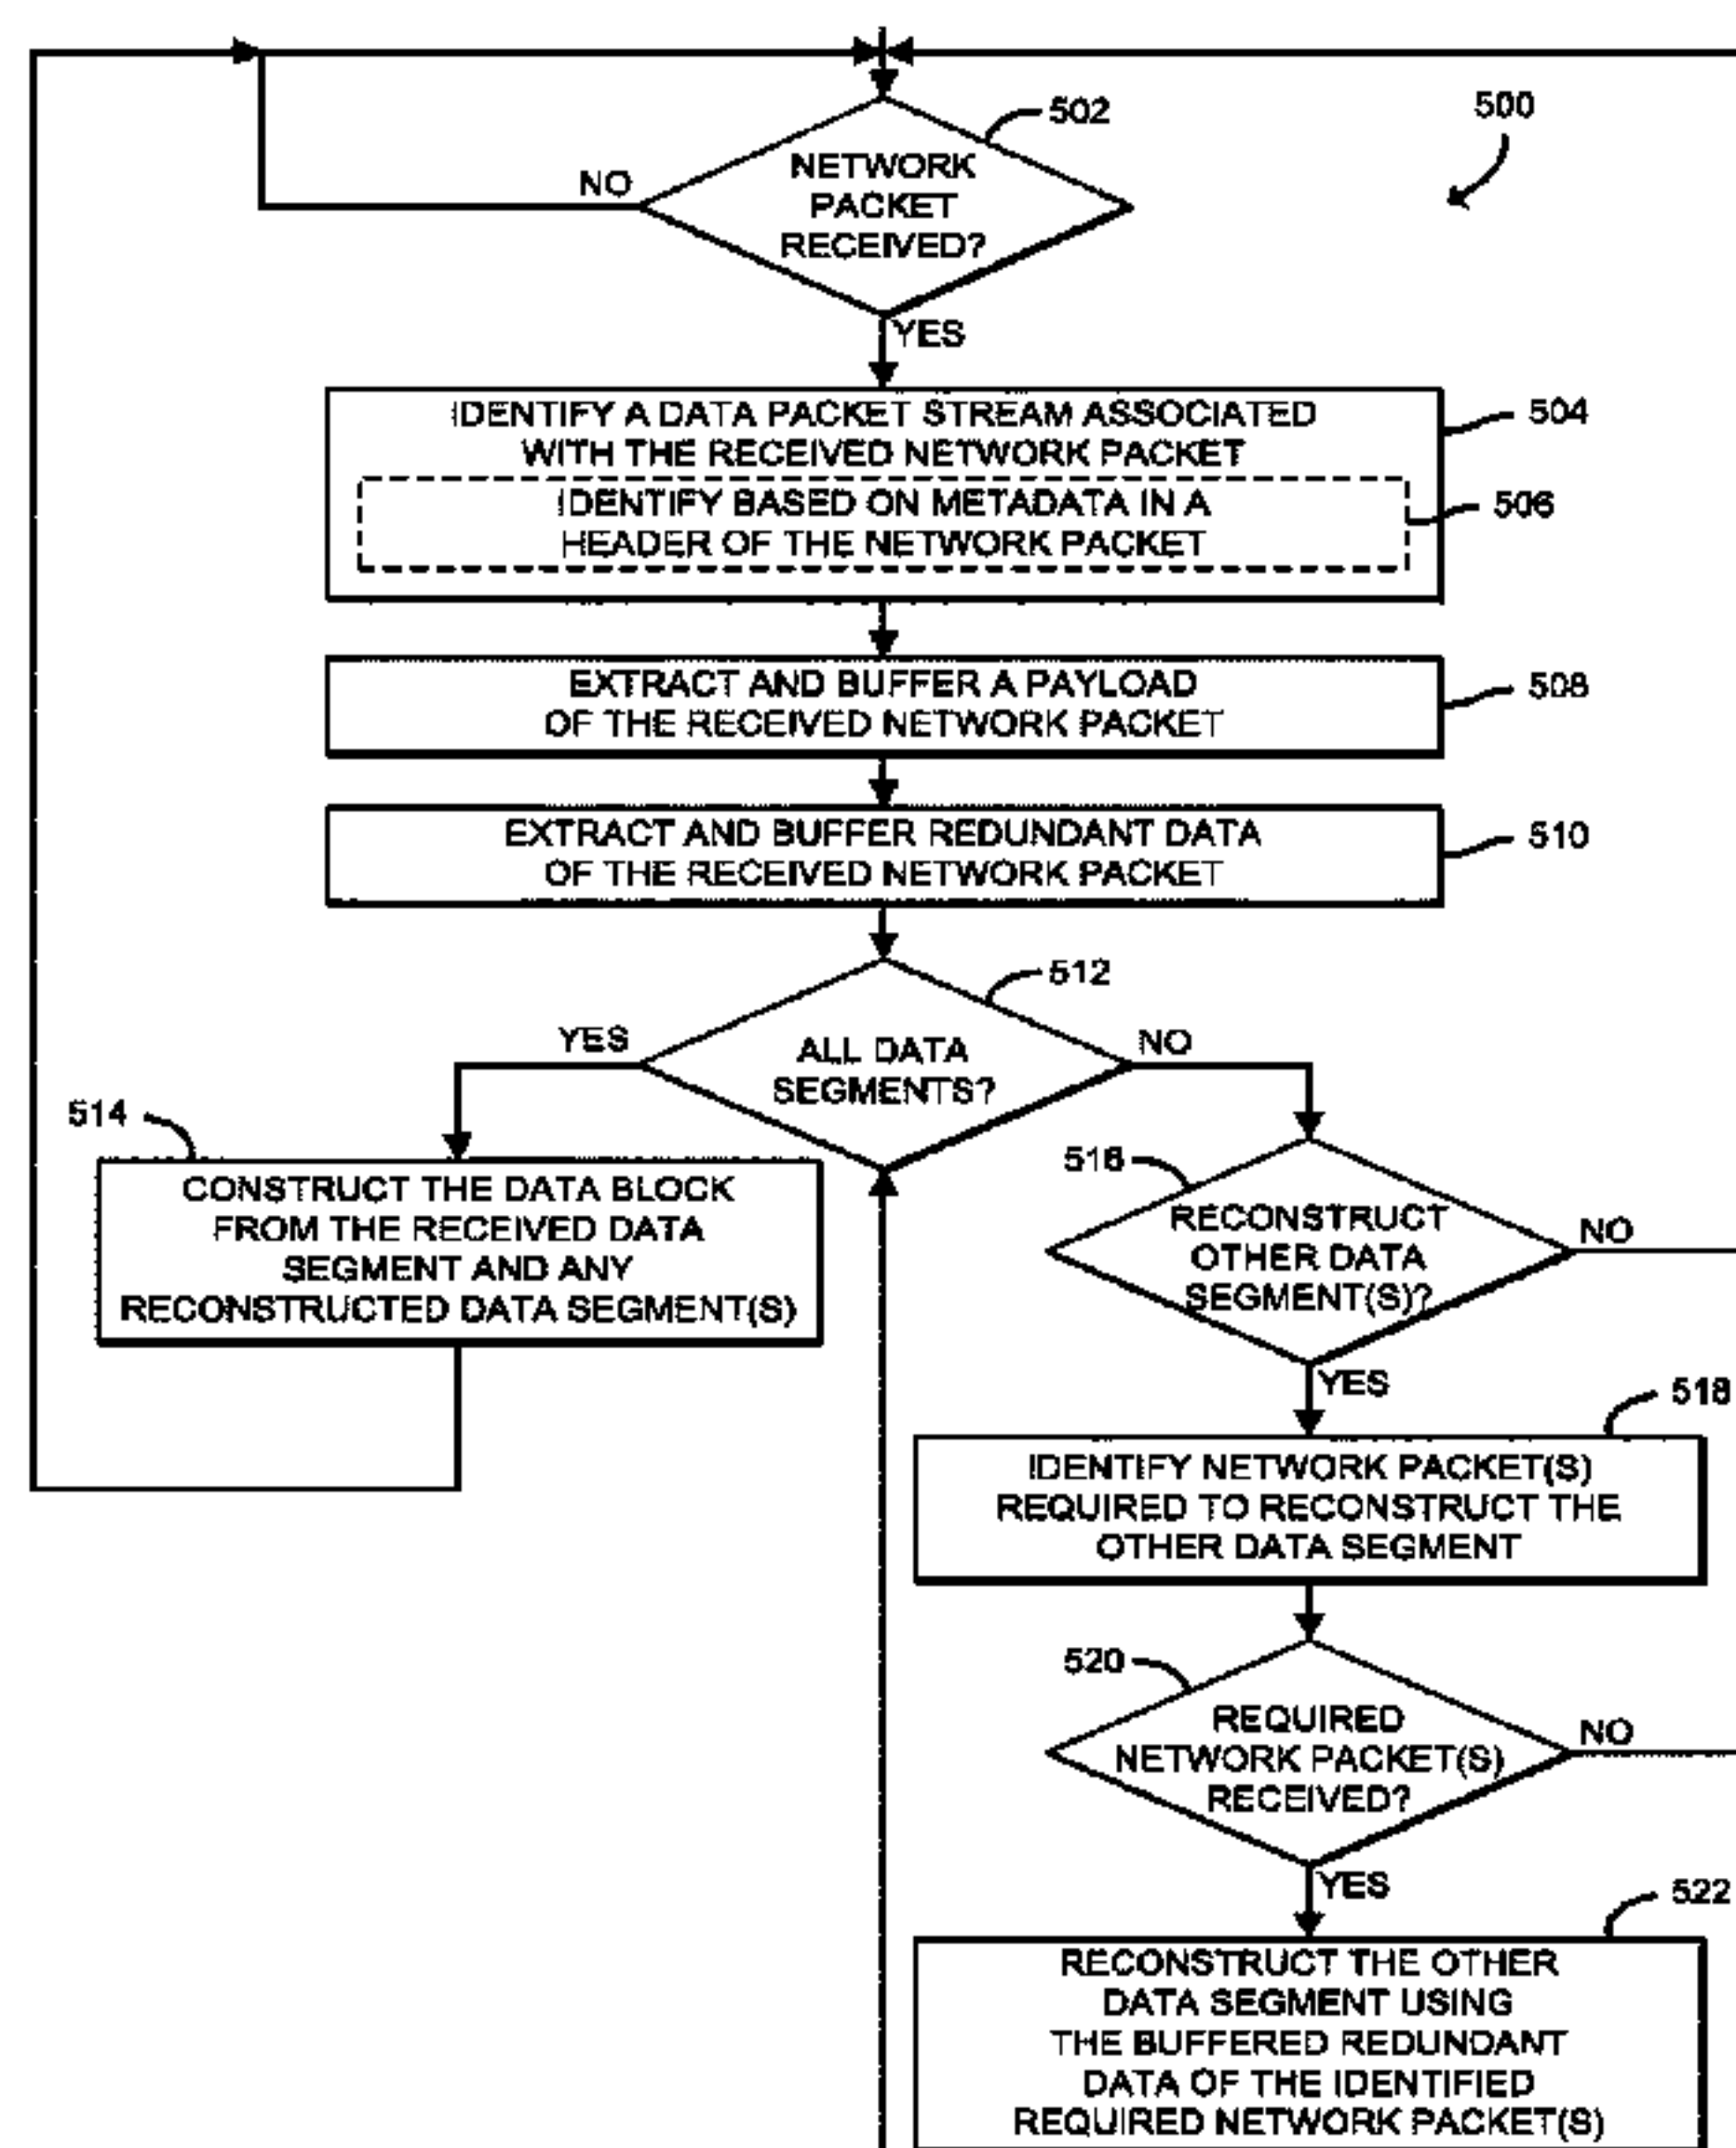 500
502
NETWORK
PACKET
RECEIVED?
NO
YES
IDENTIFY A DATA PACKET STREAM ASSOCIATED
WITH THE RECEIVED NETWORK PACKET
504
IDENTIFY BASED ON METADATA IN A
HEADER OF THE NETWORK PACKET
506
EXTRACT AND BUFFER A PAYLOAD
OF THE RECEIVED NETWORK PACKET
508
EXTRACT AND BUFFER REDUNDANT DATA
OF THE RECEIVED NETWORK PACKET
510
512
ALL DATA
SEGMENTS?
YES
NO
514
CONSTRUCT THE DATA BLOCK
FROM THE RECEIVED DATA
SEGMENT AND ANY
RECONSTRUCTED DATA SEGMENT(S)
516
RECONSTRUCT
OTHER DATA
SEGMENT(S)?
NO
YES
518
IDENTIFY NETWORK PACKET(S)
REQUIRED TO RECONSTRUCT THE
OTHER DATA SEGMENT
520
REQUIRED
NETWORK PACKET(S)
RECEIVED?
NO
YES
522
RECONSTRUCT THE OTHER
DATA SEGMENT USING
THE BUFFERED REDUNDANT
DATA OF THE IDENTIFIED
REQUIRED NETWORK PACKET(S)